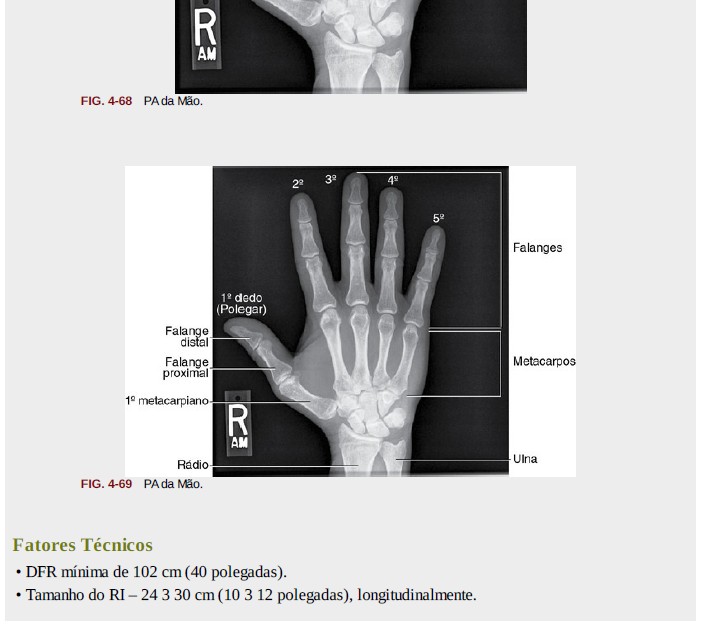 R
AM
FIG. 4-68 PA da Mão.
2º 3º 4º
5º
Falanges
1º dedo
(Polegar)
Falange
distal
Falange
proximal
Metacarpos
1º metacarpiano
R
AM
Rádio
Ulna
FIG. 4-69 PA da Mão.
Fatores Técnicos
• DFR mínima de 102 cm (40 polegadas).
• Tamanho do RI – 24 3 30 cm (10 3 12 polegadas), longitudinalmente.